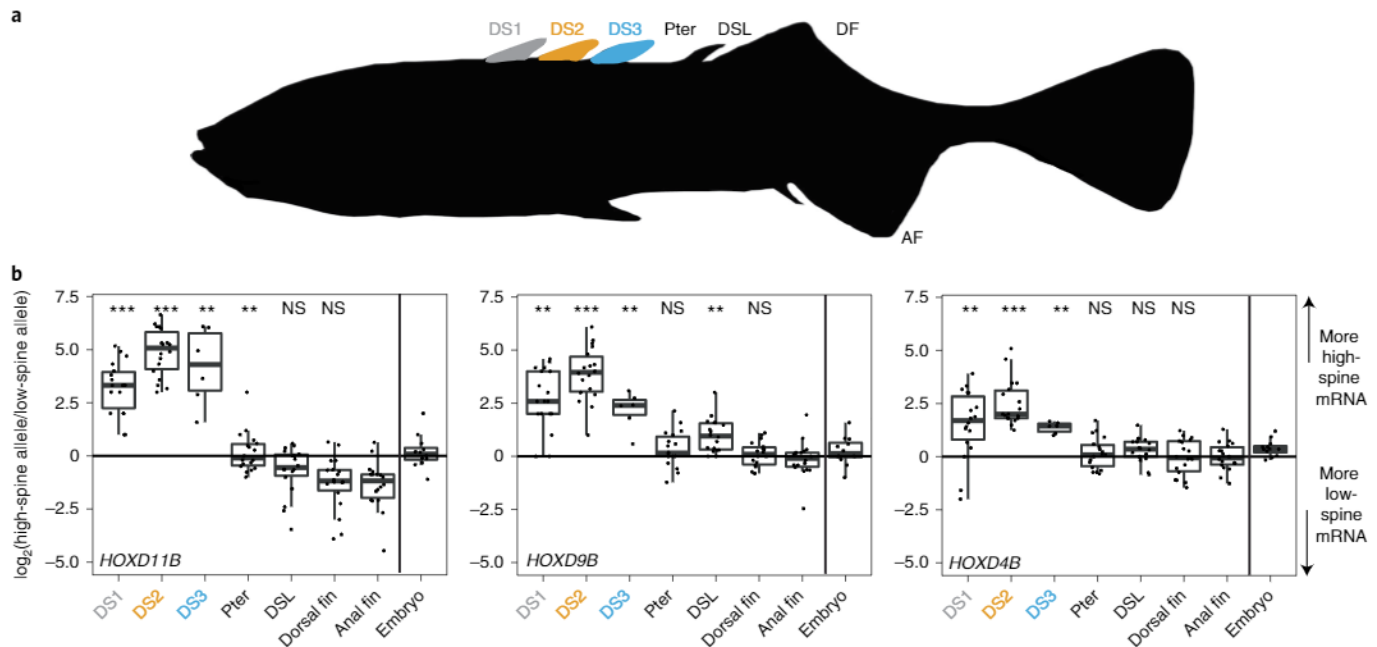 a
DS1 DS2 DS3 Pter DSL DF
AF
b
log2(high-spine allele/low-spine allele)
7.5
5.0
2.5
0
−2.5
−5.0
*** *** ** ** NS NS
HOXD11B
DS1 DS2 DS3 Pter DSL Dorsal fin Anal fin Embryo
7.5
5.0
2.5
0
−2.5
−5.0
** *** ** NS ** NS
HOXD9B
DS1 DS2 DS3 Pter DSL Dorsal fin Anal fin Embryo
7.5
5.0
2.5
0
−2.5
−5.0
** *** ** NS NS NS
HOXD4B
DS1 DS2 DS3 Pter DSL Dorsal fin Anal fin Embryo
More
high-
spine
mRNA
More
low-
spine
mRNA